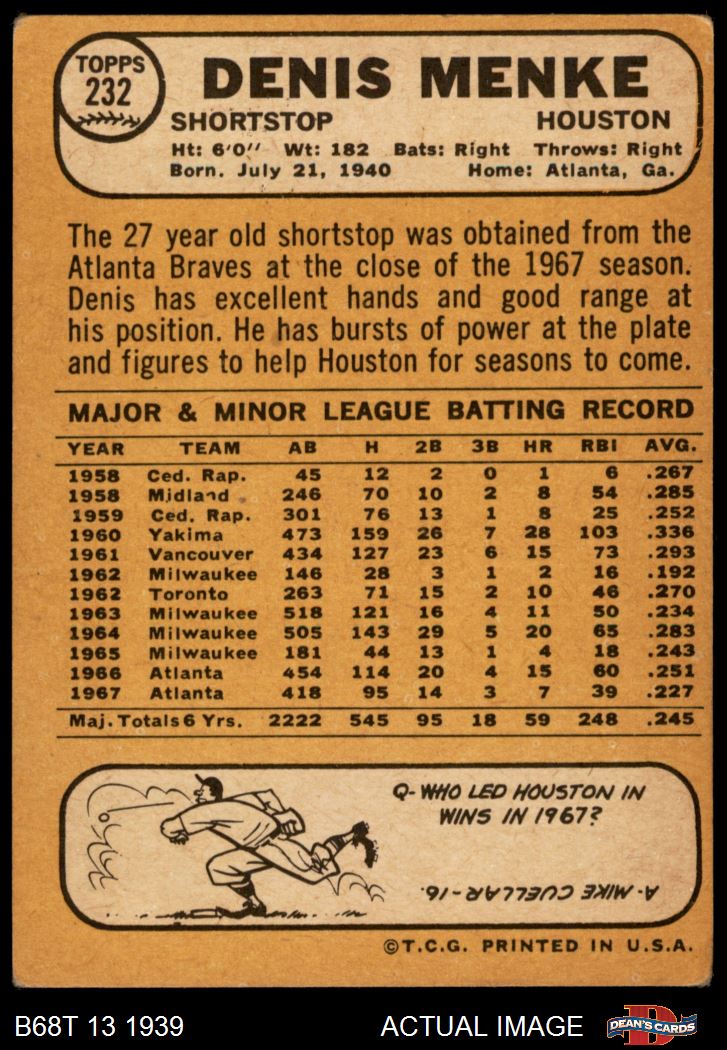 TOPPS
232
DENIS MENKE
SHORTSTOP HOUSTON
Ht: 6'0'' Wt: 182 Bats: Right Throws: Right
Born. July 21, 1940 Home: Atlanta, Ga.
The 27 year old shortstop was obtained from the
Atlanta Braves at the close of the 1967 season.
Denis has excellent hands and good range at
his position. He has bursts of power at the plate
and figures to help Houston for seasons to come.
MAJOR & MINOR LEAGUE BATTING RECORD
YEAR TEAM AB H 2B 3B HR RBI AVG.
1958 Ced. Rap. 45 12 2 0 1 6 .267
1958 Midland 246 70 10 2 8 54 .285
1959 Ced. Rap. 301 76 13 1 8 25 .252
1960 Yakima 473 159 26 7 28 103 .336
1961 Vancouver 434 127 23 6 15 73 .293
1962 Milwaukee 146 28 3 1 2 16 .192
1962 Toronto 263 71 15 2 10 46 .270
1963 Milwaukee 518 121 16 4 11 50 .234
1964 Milwaukee 505 143 29 5 20 65 .283
1965 Milwaukee 181 44 13 1 4 18 .243
1966 Atlanta 454 114 20 4 15 60 .251
1967 Atlanta 418 95 14 3 7 39 .227
Maj. Totals 6 Yrs. 2222 545 95 18 59 248 .245
Q- WHO LED HOUSTON IN
WINS IN 1967?
A- MIKE CUELLAR-16.
©T.C.G. PRINTED IN U.S.A.
B68T 13 1939 ACTUAL IMAGE DEAN'S CARDS